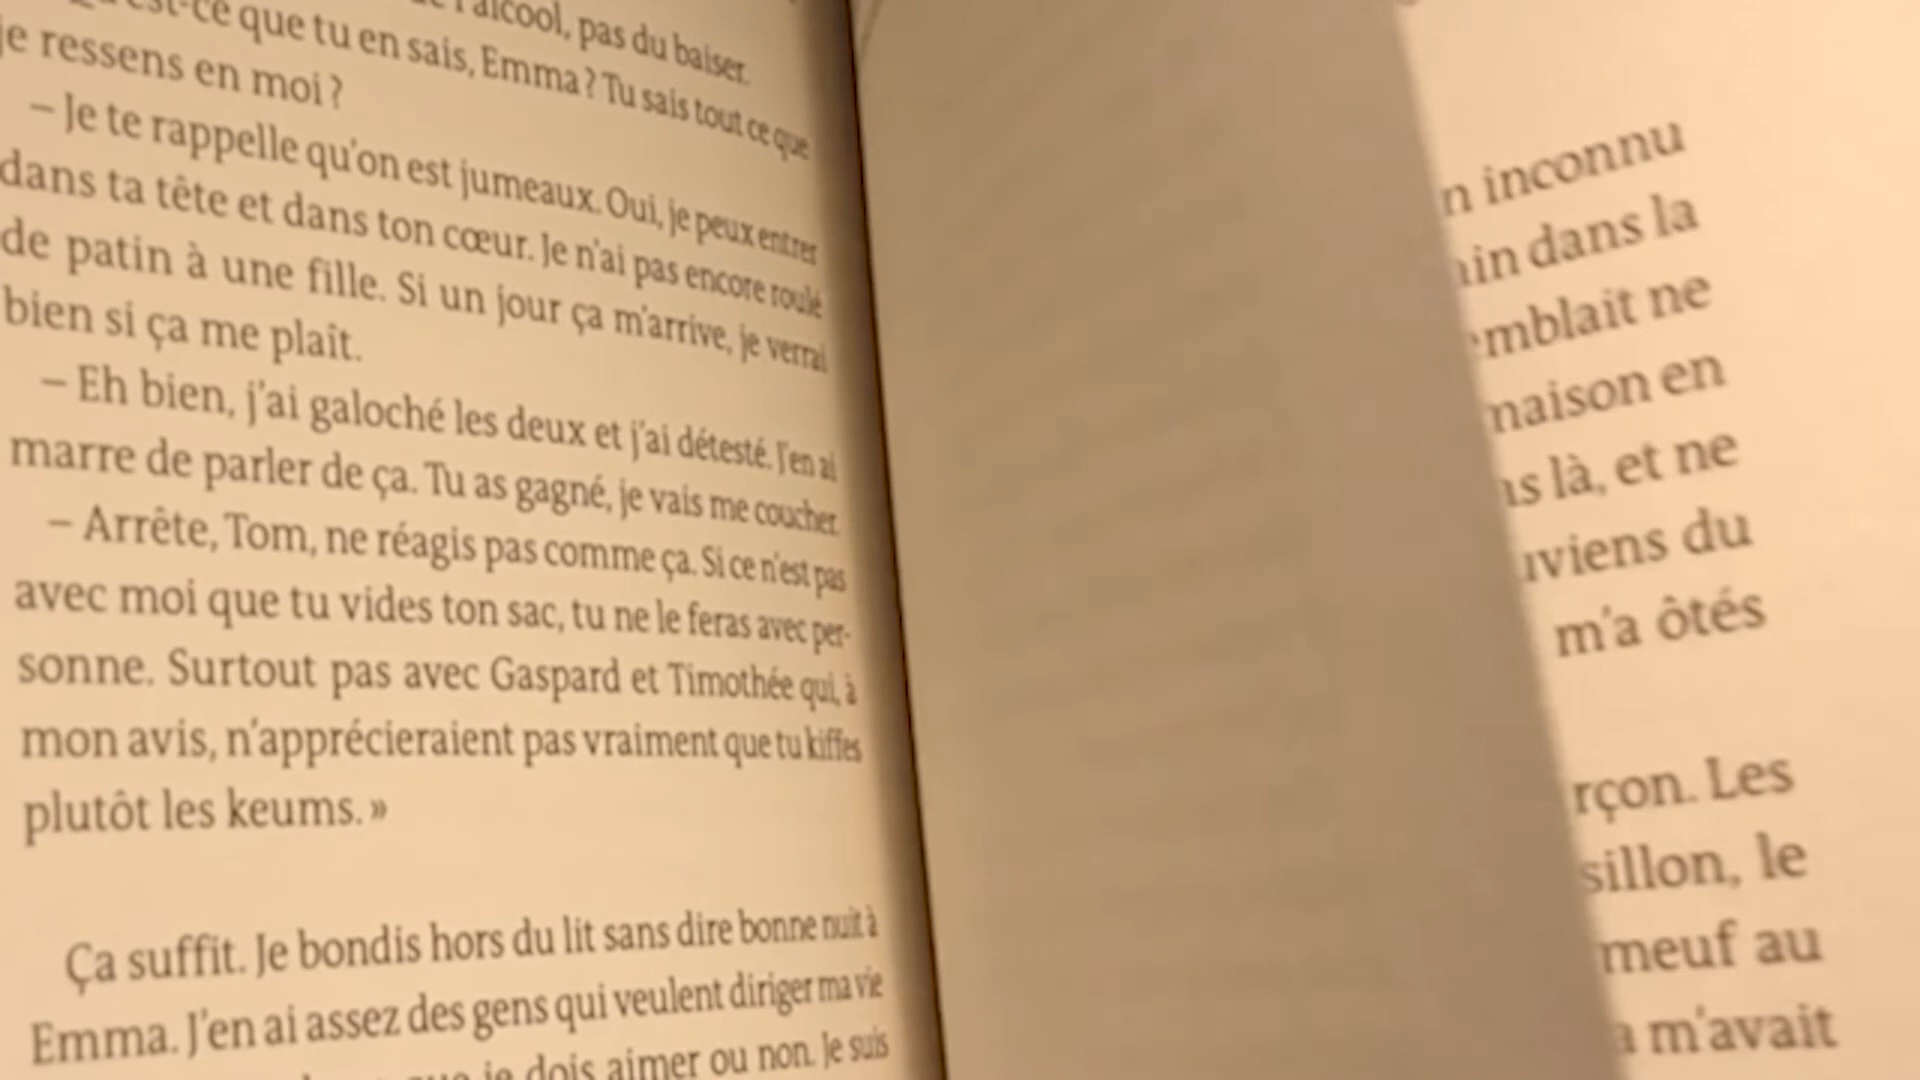 l'alcool, pas du baiser.
est-ce que tu en sais, Emma ? Tu sais tout ce que
je ressens en moi ?
– Je te rappelle qu'on est jumeaux. Oui, je peux entrer
dans ta tête et dans ton cœur. Je n'ai pas encore roulé
de patin à une fille. Si un jour ça m'arrive, je verrai
bien si ça me plaît.
– Eh bien, j'ai galoché les deux et j'ai détesté. J'en ai
marre de parler de ça. Tu as gagné, je vais me coucher.
– Arrête, Tom, ne réagis pas comme ça. Si ce n'est pas
avec moi que tu vides ton sac, tu ne le feras avec per-
sonne. Surtout pas avec Gaspard et Timothée qui, à
mon avis, n'apprécieraient pas vraiment que tu kiffes
plutôt les keums. »
Ça suffit. Je bondis hors du lit sans dire bonne nuit à
Emma. J'en ai assez des gens qui veulent diriger ma vie
que je dois aimer ou non. Je suis
n inconnu
ain dans la
emblait ne
maison en
as là, et ne
uviens du
m'a ôtés
rçon. Les
sillon, le
meuf au
a m'avait